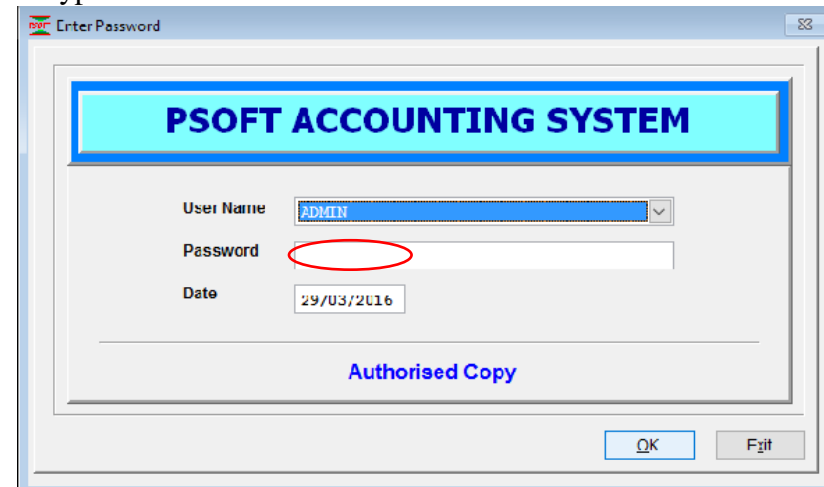 Enter Password
PSOFT ACCOUNTING SYSTEM
User Name
ADMIN
Password
Date
29/03/2016
Authorised Copy
OK
Exit